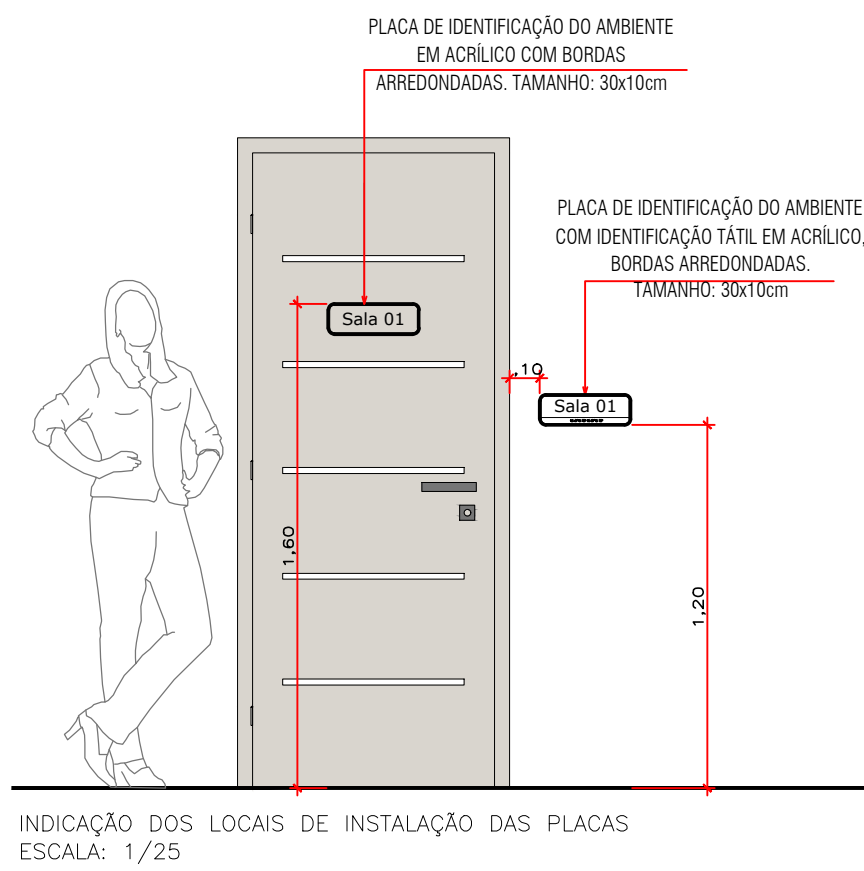 PLACA DE IDENTIFICAÇÃO DO AMBIENTE
EM ACRÍLICO COM BORDAS
ARREDONDADAS. TAMANHO: 30x10cm
PLACA DE IDENTIFICAÇÃO DO AMBIENTE
COM IDENTIFICAÇÃO TÁTIL EM ACRÍLICO,
BORDAS ARREDONDADAS.
TAMANHO: 30x10cm
Sala 01
,10
Sala 01
1,60
1,20
INDICAÇÃO DOS LOCAIS DE INSTALAÇÃO DAS PLACAS
ESCALA: 1/25